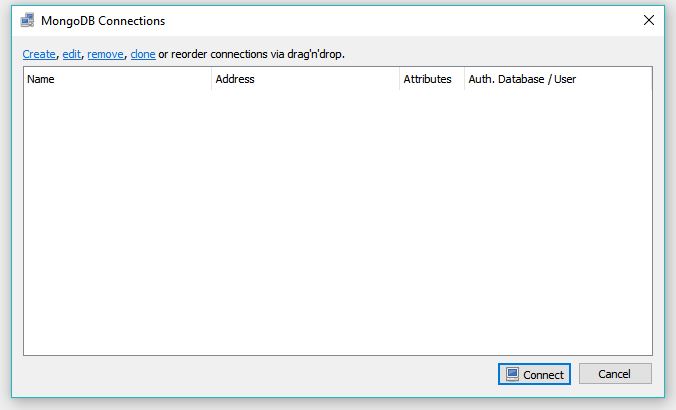 MongoDB Connections
Create, edit, remove, clone or reorder connections via drag'n'drop.
Name Address Attributes Auth. Database / User
Connect Cancel